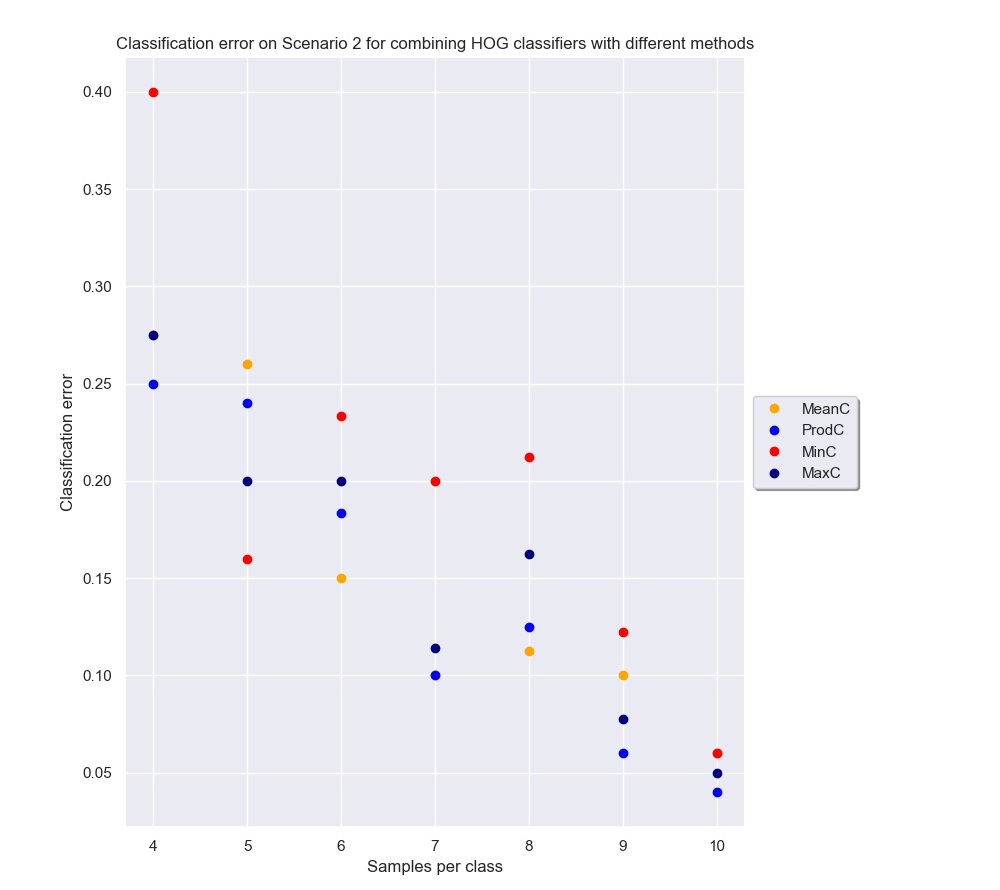 Classification error on Scenario 2 for combining HOG classifiers with different methods
0.40
0.35
0.30
0.25
0.20
0.15
0.10
0.05
Classification error
4 5 6 7 8 9 10
Samples per class
MeanC
ProdC
MinC
MaxC